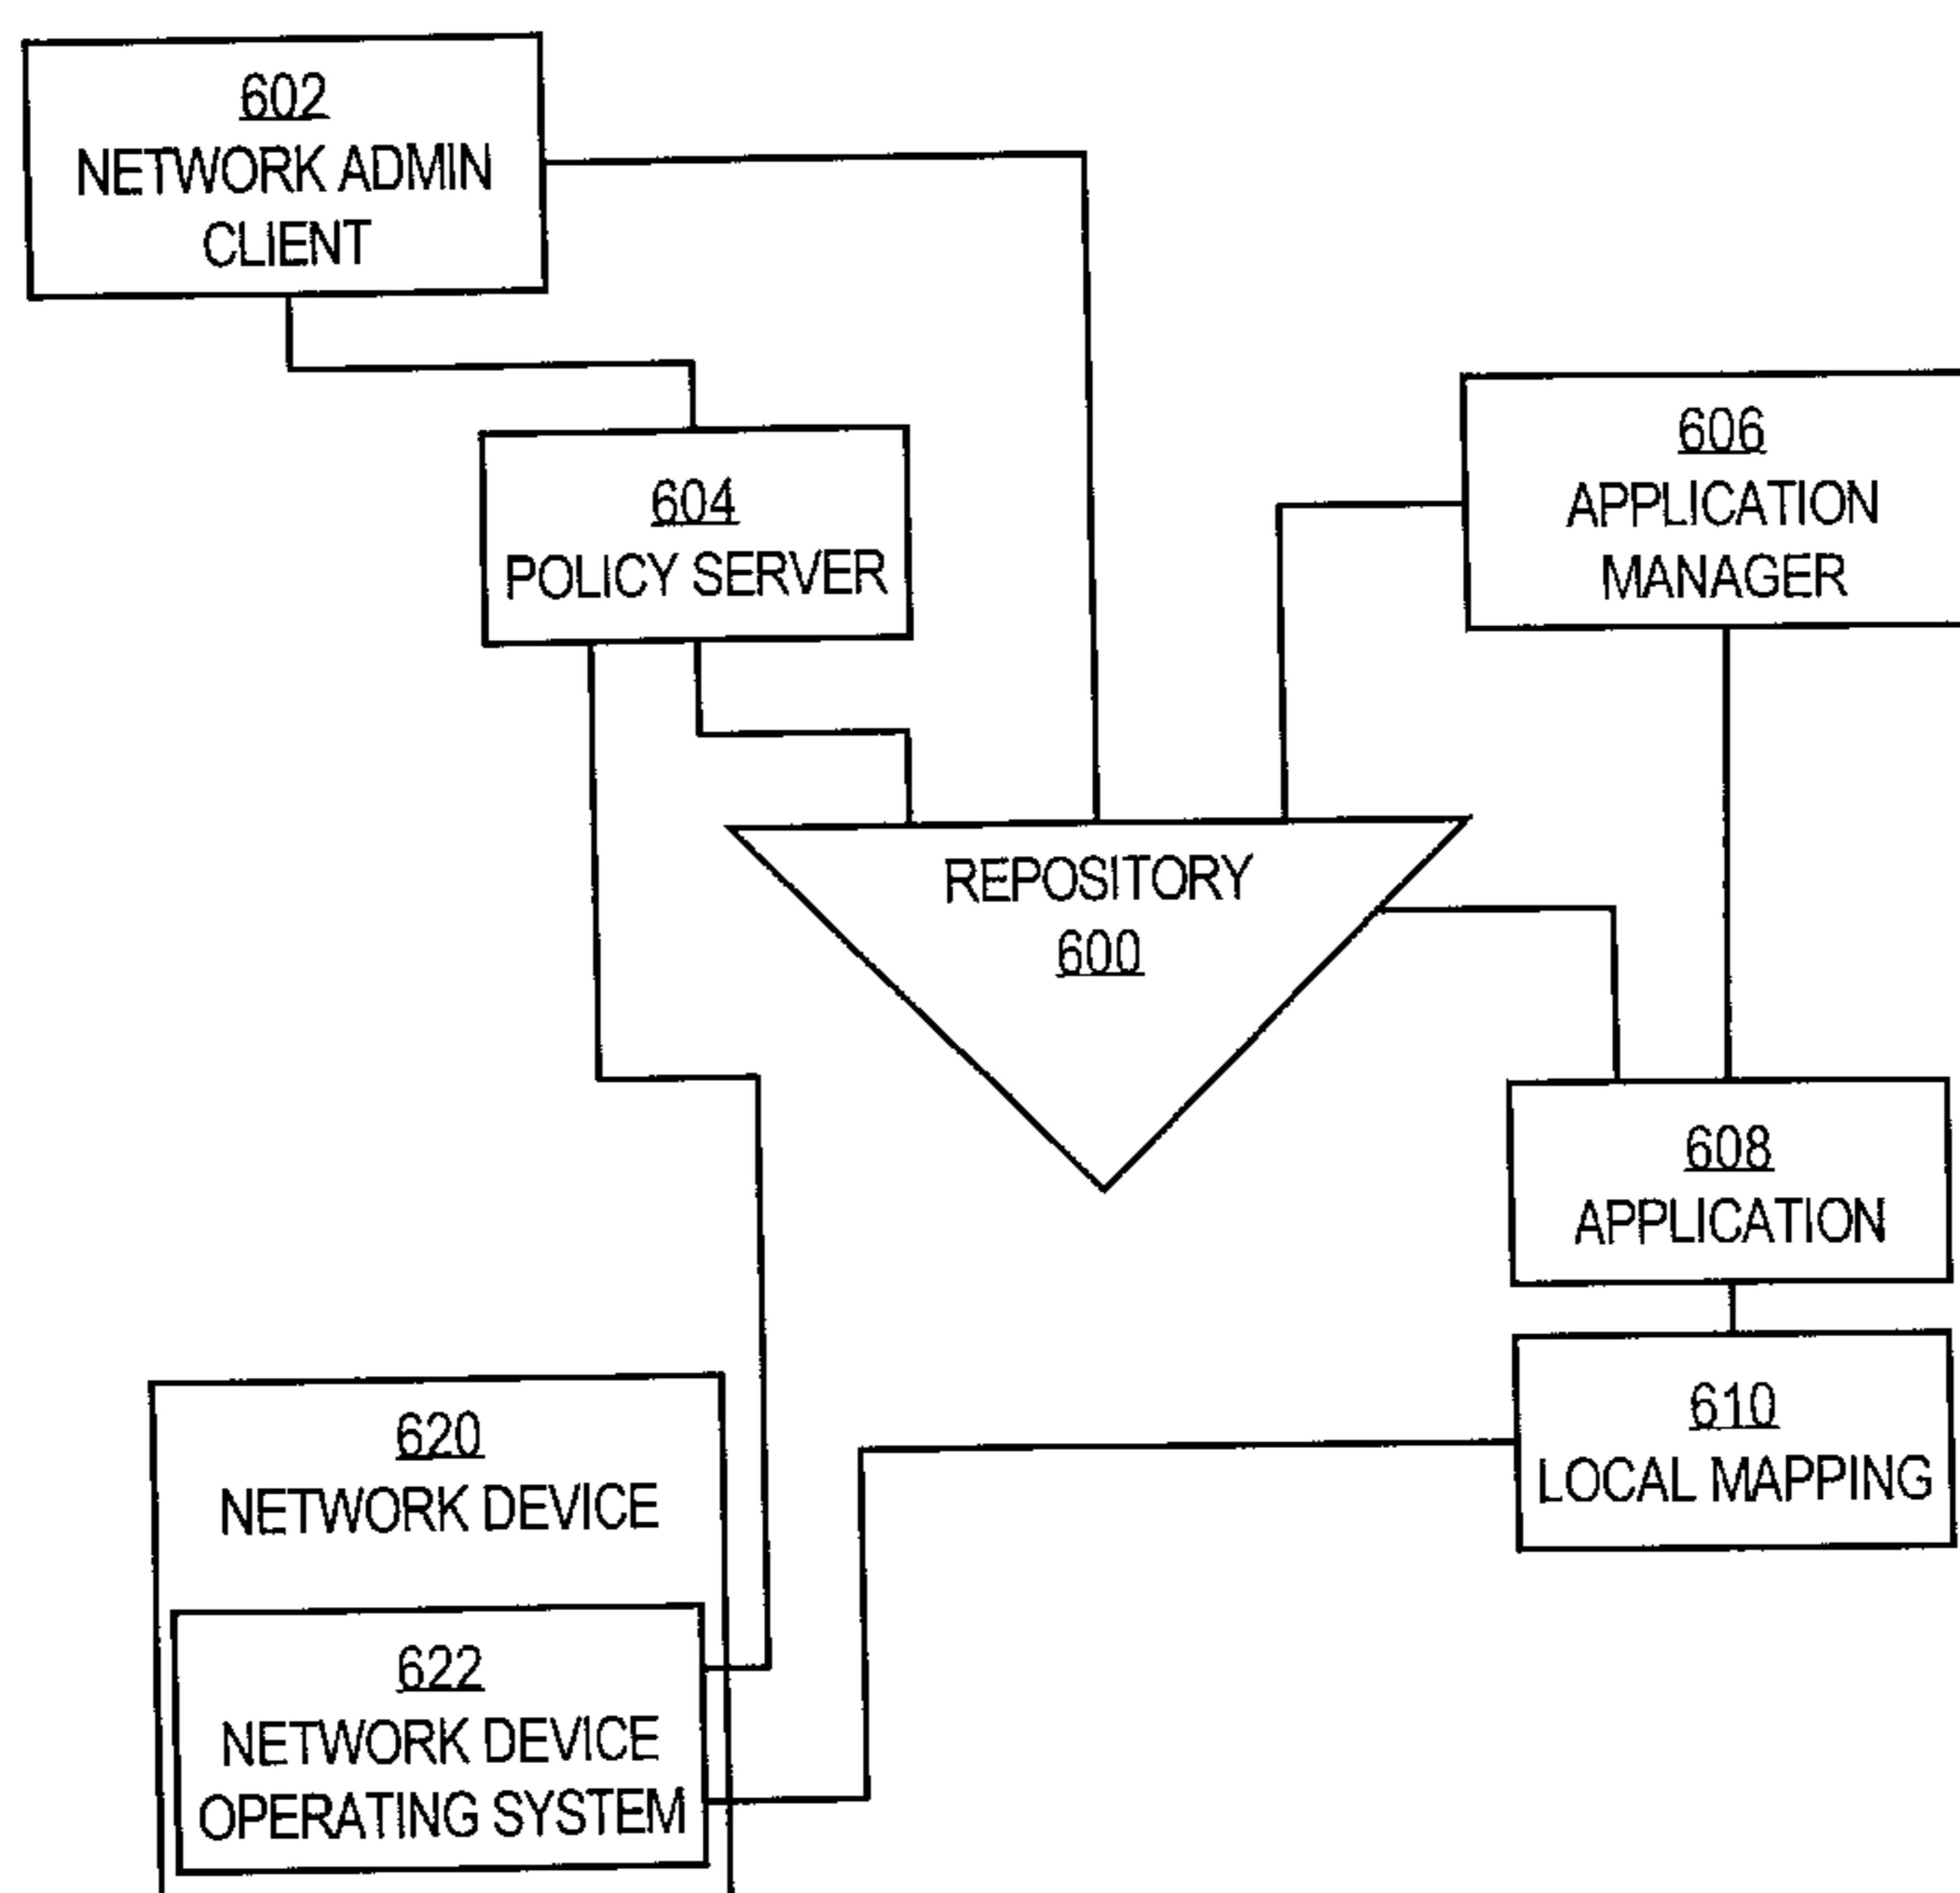 602
NETWORK ADMIN
CLIENT
604
POLICY SERVER
606
APPLICATION
MANAGER
REPOSITORY
600
608
APPLICATION
610
LOCAL MAPPING
620
NETWORK DEVICE
622
NETWORK DEVICE
OPERATING SYSTEM